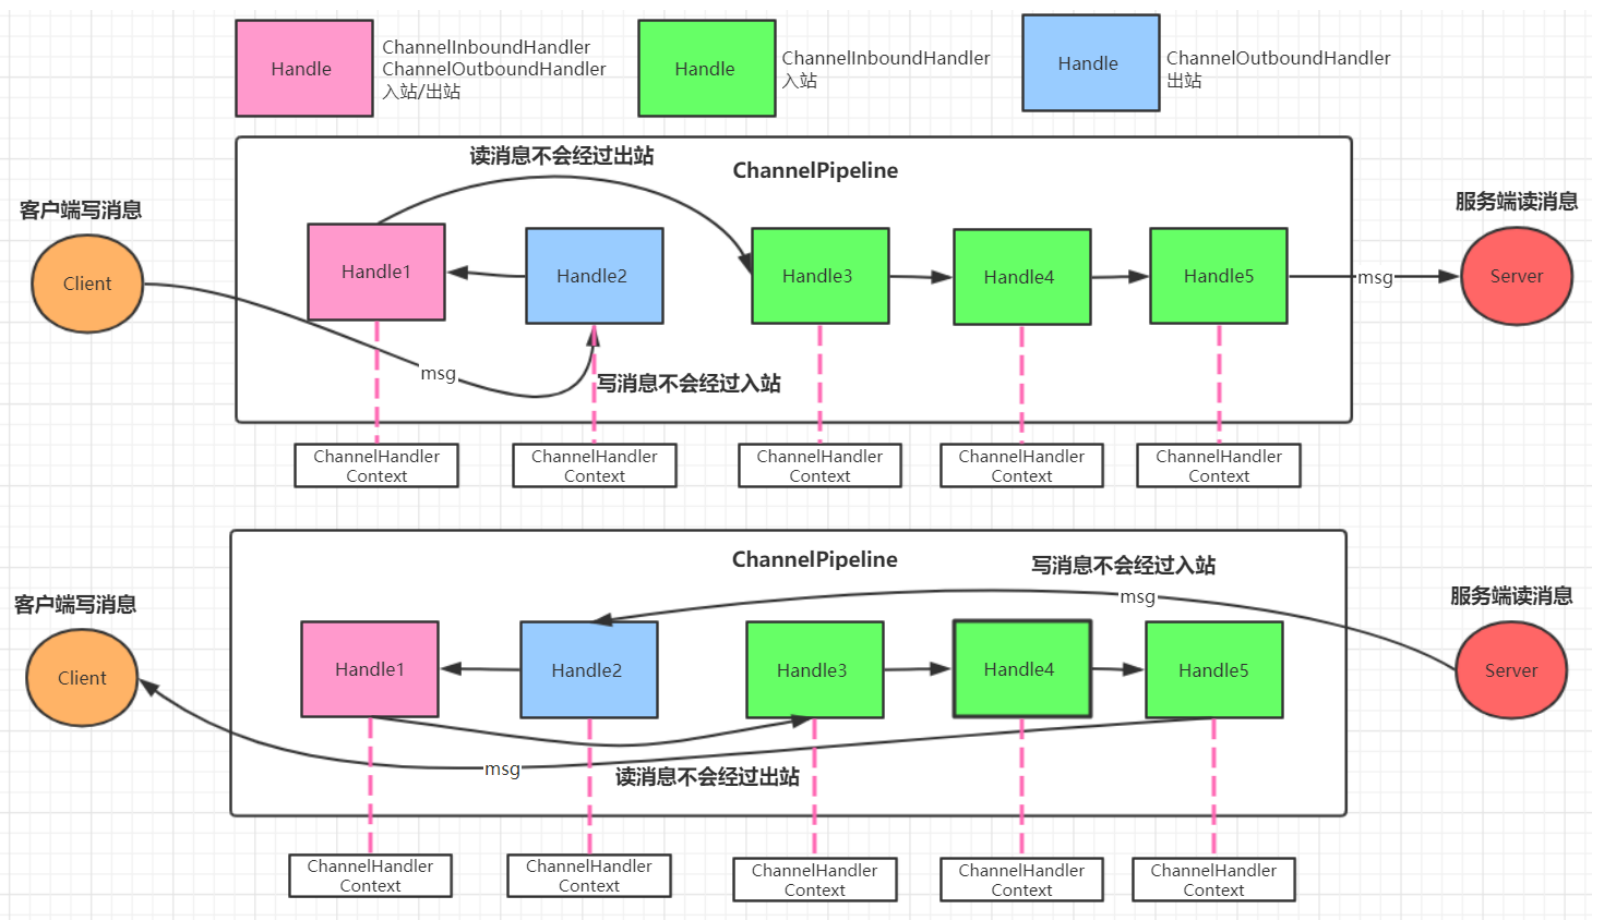 Handle
ChannelInboundHandler
ChannelOutboundHandler
入站/出站
Handle
ChannelInboundHandler
入站
Handle
ChannelOutboundHandler
出站
读消息不会经过出站
ChannelPipeline
客户端写消息
服务端读消息
Client
Handle1
Handle2
Handle3
Handle4
Handle5
msg
Server
msg
写消息不会经过入站
ChannelHandler
Context
ChannelHandler
Context
ChannelHandler
Context
ChannelHandler
Context
ChannelHandler
Context
ChannelPipeline
写消息不会经过入站
msg
客户端写消息
服务端读消息
Client
Handle1
Handle2
Handle3
Handle4
Handle5
Server
msg
读消息不会经过出站
ChannelHandler
Context
ChannelHandler
Context
ChannelHandler
Context
ChannelHandler
Context
ChannelHandler
Context